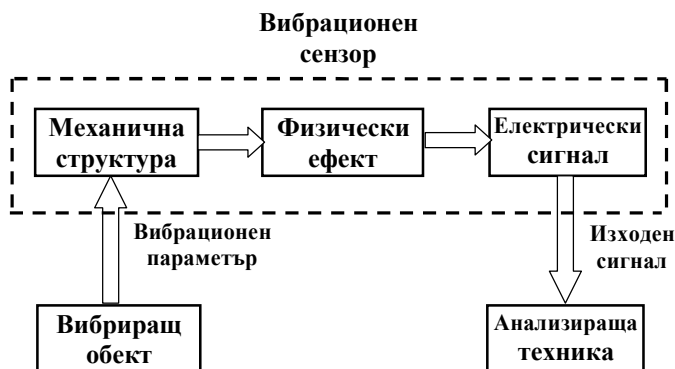 Вибрационен
сензор
Механична
структура
Физически
ефект
Електрически
сигнал
Вибрационен
параметър
Изходен
сигнал
Вибриращ
обект
Анализираща
техника